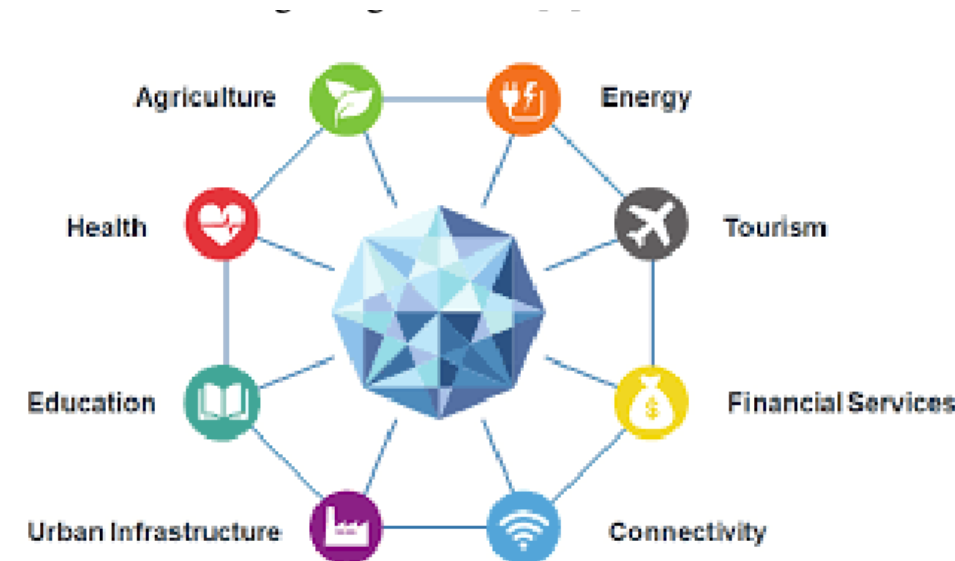 Agriculture
Energy
Health
Tourism
$
Education
Financial Services
Urban Infrastructure
Connectivity